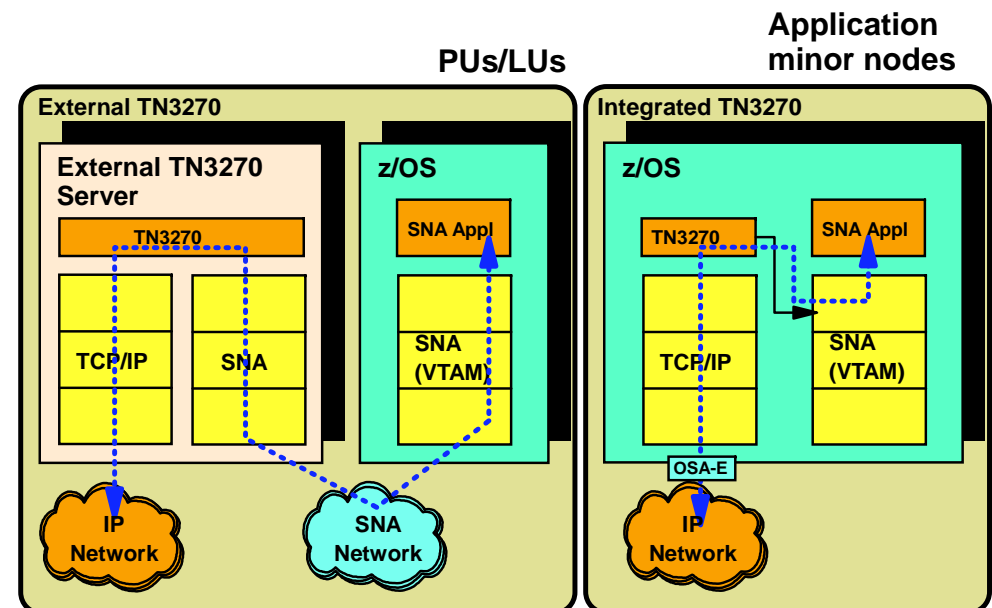 PUs/LUs
Application
minor nodes
External TN3270
External TN3270
Server
TN3270
TCP/IP
SNA
z/OS
SNA Appl
SNA
(VTAM)
IP
Network
SNA
Network
Integrated TN3270
z/OS
TN3270
SNA Appl
TCP/IP
SNA
(VTAM)
OSA-E
IP
Network